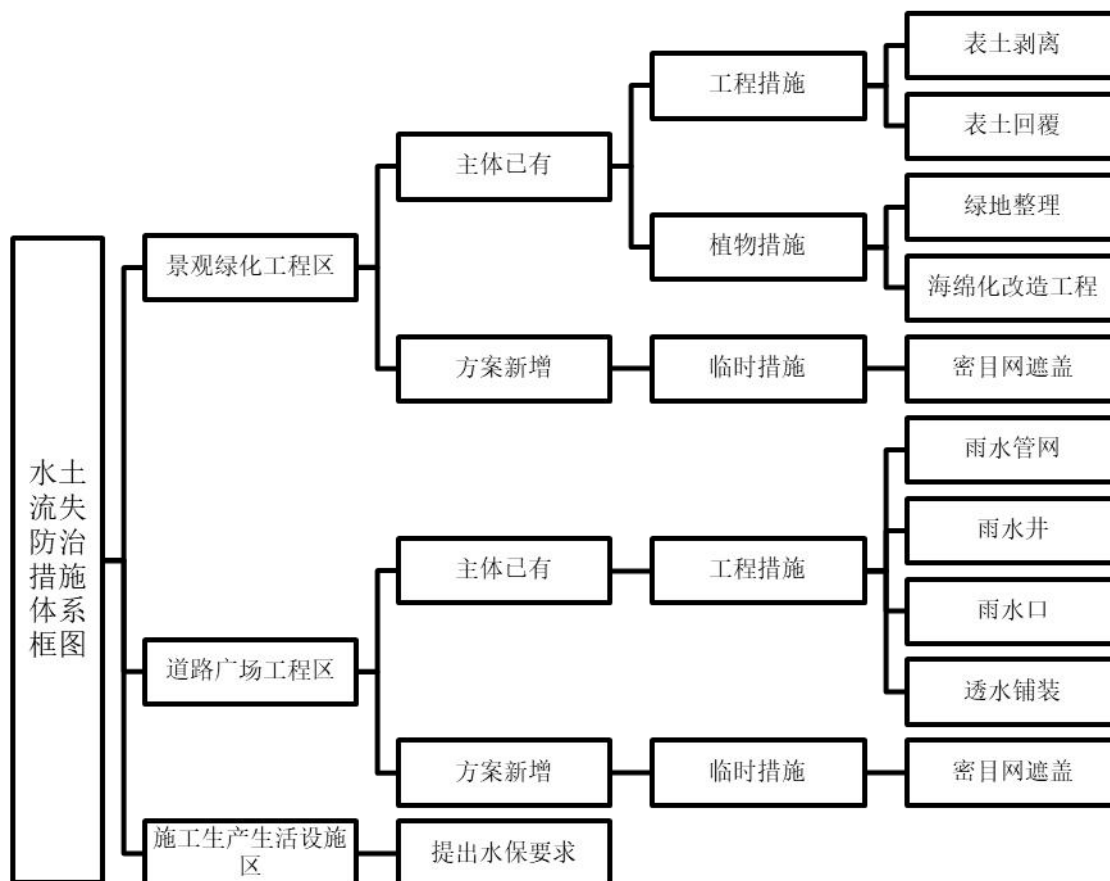 水土
流失
防治
措施
体系
框图
景观绿化工程区
主体已有
工程措施
表土剥离
表土回覆
植物措施
绿地整理
海绵化改造工程
方案新增
临时措施
密目网遮盖
道路广场工程区
主体已有
工程措施
雨水管网
雨水井
雨水口
透水铺装
方案新增
临时措施
密目网遮盖
施工生产生活设施
区
提出水保要求